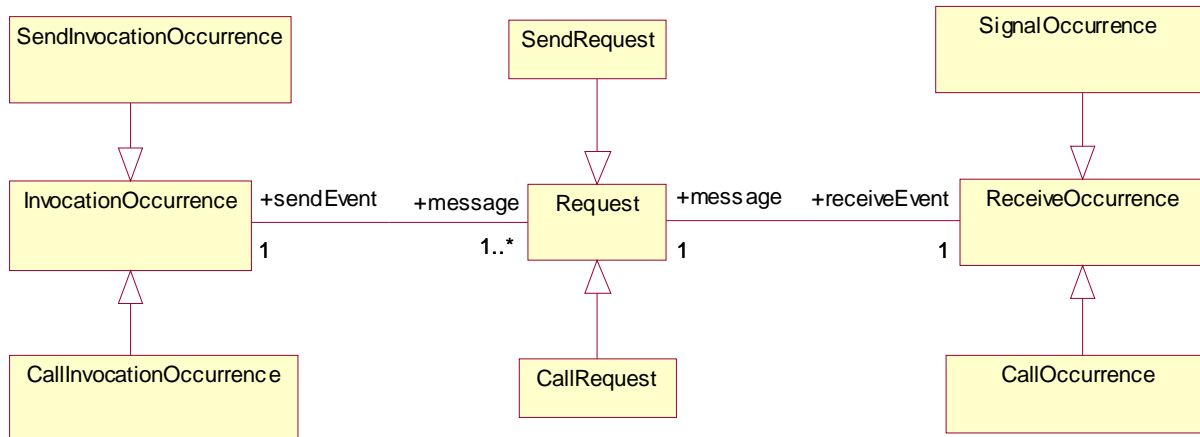 SendInvocationOccurrence
SendRequest
SignalOccurrence
InvocationOccurrence
+sendEvent
+message
Request
+message
+receiveEvent
ReceiveOccurrence
1
1..*
1
1
CallInvocationOccurrence
CallRequest
CallOccurrence